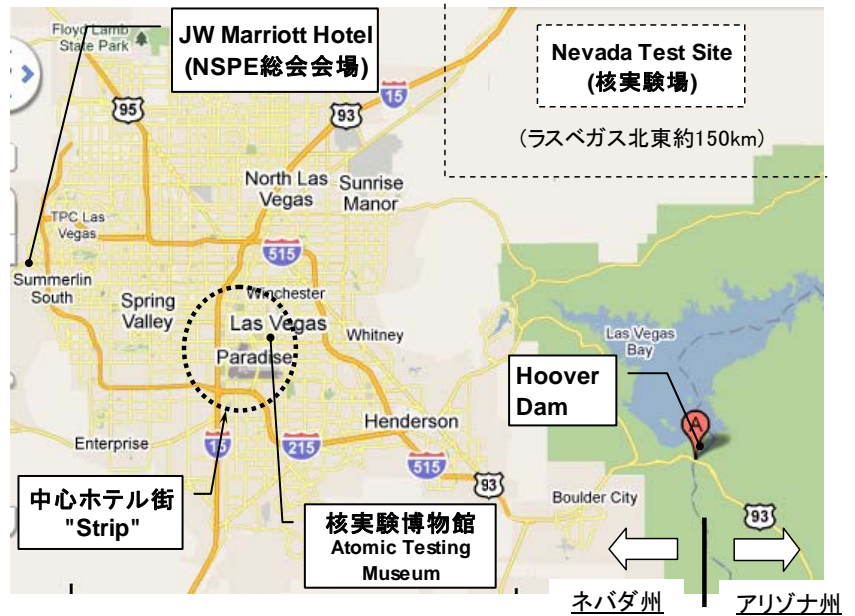 Floyd Lamb
State Park
JW Marriott Hotel
(NSPE総会会場)
Nevada Test Site
(核実験場)
(ラスベガス北東約150km)
15
93
95
North Las
Vegas
Sunrise
Manor
TPC Las
Vegas
515
Summerlin
South
Spring
Valley
Winchester
Las Vegas
Paradise
Whitney
Las Vegas
Bay
Hoover
Dam
A
Henderson
Enterprise
15
215
515
93
Boulder City
93
中心ホテル街
"Strip"
核実験博物館
Atomic Testing
Museum
ネバダ州
アリゾナ州